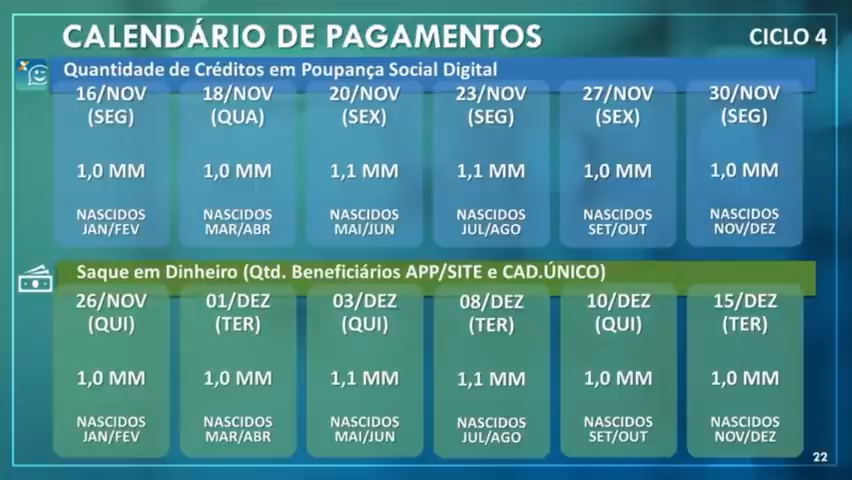 CALENDÁRIO DE PAGAMENTOS
CICLO 4
Quantidade de Créditos em Poupança Social Digital
16/NOV 18/NOV 20/NOV 23/NOV 27/NOV 30/NOV
(SEG) (QUA) (SEX) (SEG) (SEX) (SEG)
1,0 MM 1,0 MM 1,1 MM 1,1 MM 1,0 MM 1,0 MM
NASCIDOS NASCIDOS NASCIDOS NASCIDOS NASCIDOS NASCIDOS
JAN/FEV MAR/ABR MAI/JUN JUL/AGO SET/OUT NOV/DEZ
Saque em Dinheiro (Qtd. Beneficiários APP/SITE e CAD.ÚNICO)
26/NOV 01/DEZ 03/DEZ 08/DEZ 10/DEZ 15/DEZ
(QUI) (TER) (QUI) (TER) (QUI) (TER)
1,0 MM 1,0 MM 1,1 MM 1,1 MM 1,0 MM 1,0 MM
NASCIDOS NASCIDOS NASCIDOS NASCIDOS NASCIDOS NASCIDOS
JAN/FEV MAR/ABR MAI/JUN JUL/AGO SET/OUT NOV/DEZ
22